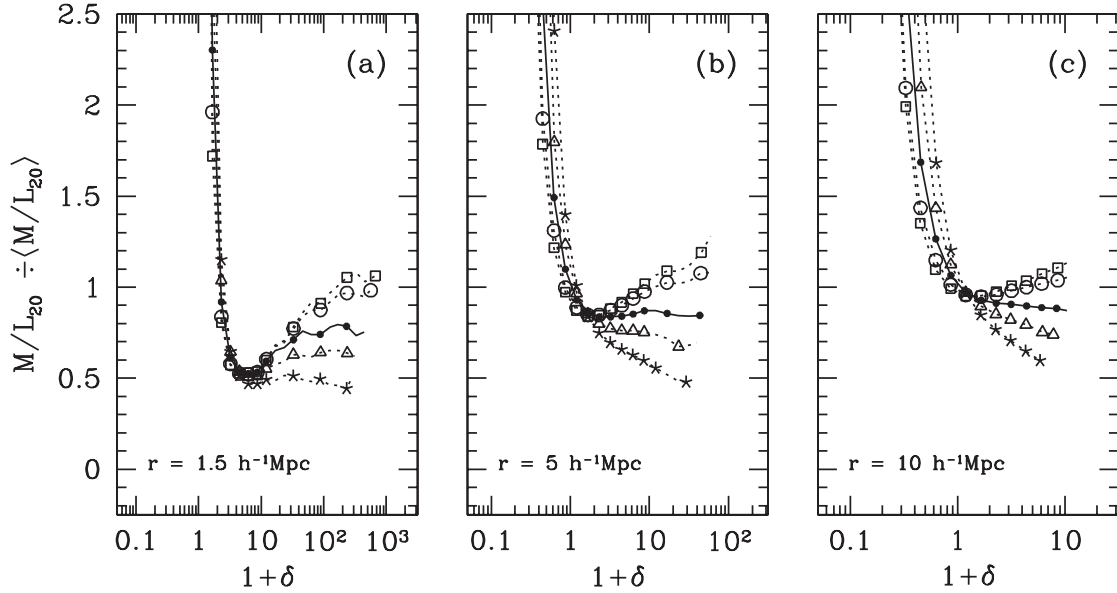 M/L₂₀ ÷⟨M/L₂₀⟩
2.5
2
1.5
1
0.5
0
(a)
r = 1.5 h⁻¹Mpc
0.1 1 10 10² 10³
1+δ
(b)
r = 5 h⁻¹Mpc
0.1 1 10 10²
1+δ
(c)
r = 10 h⁻¹Mpc
0.1 1 10
1+δ